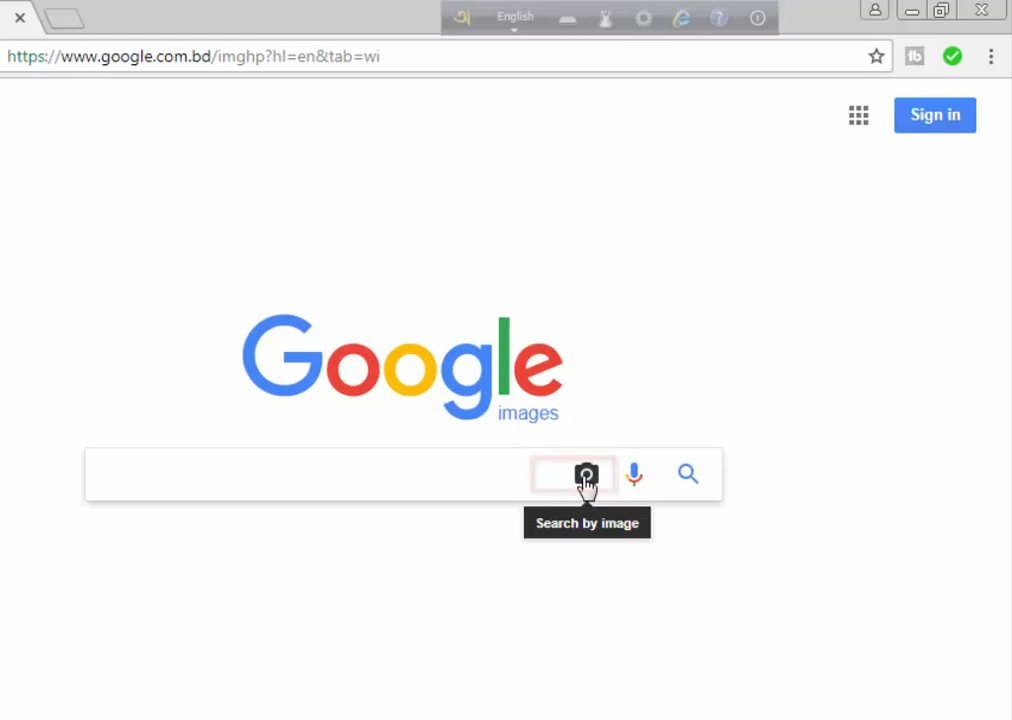 English
https://www.google.com.bd/imghp?hl=en&tab=wi
Sign in
Google
images
Search by image